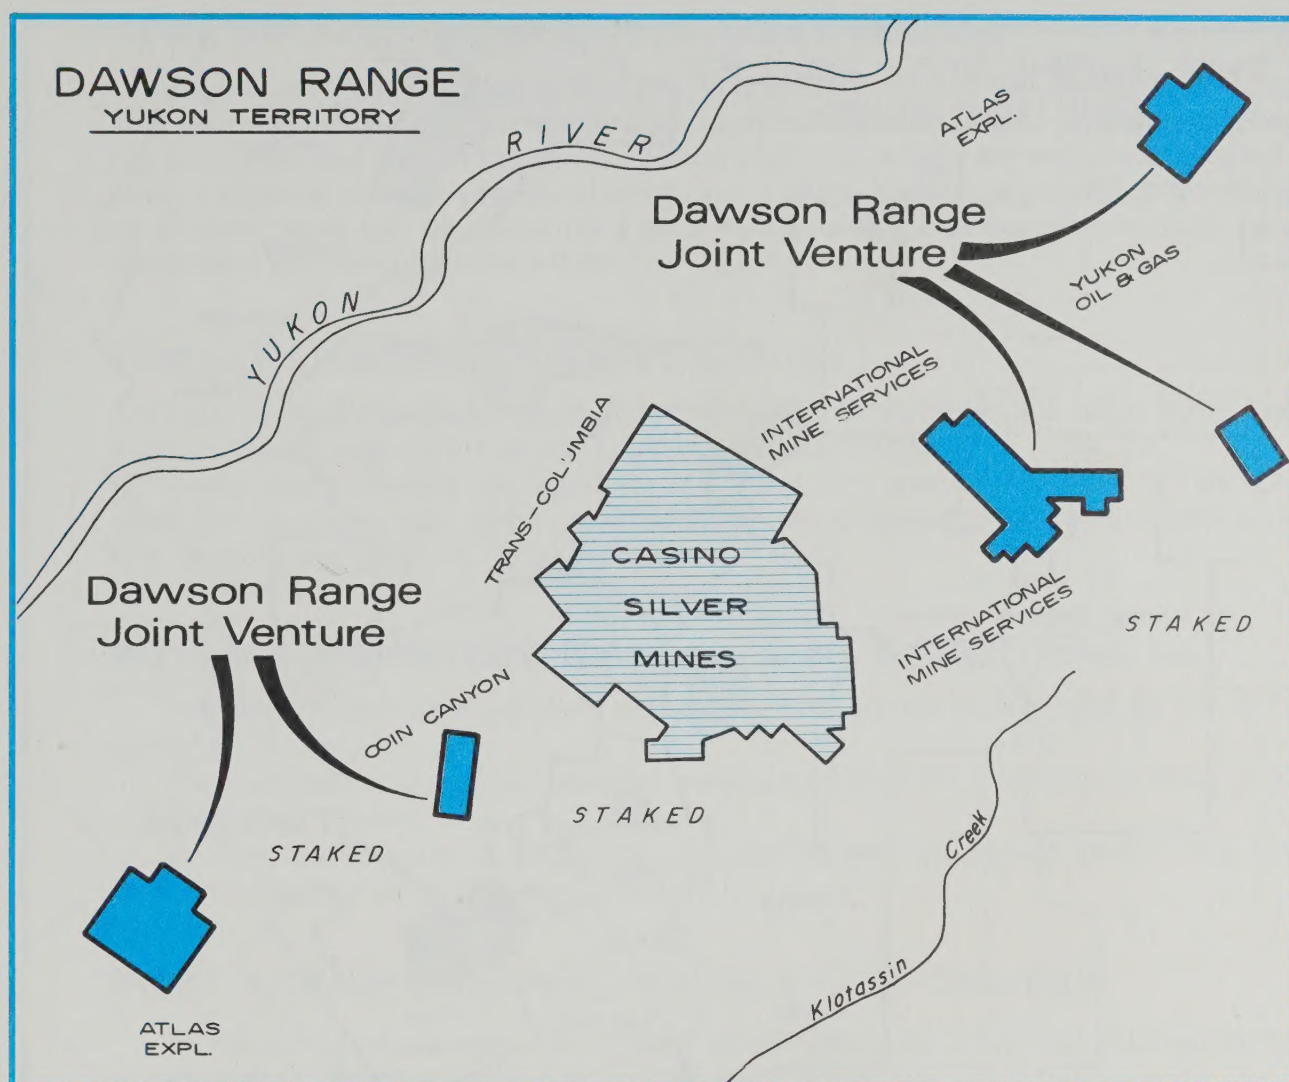 DAWSON RANGE
YUKON TERRITORY
YUKON RIVER
ATLAS
EXPL.
Dawson Range
Joint Venture
YUKON
OIL & GAS
INTERNATIONAL
MINE SERVICES
TRANS-COLUMBIA
CASINO
SILVER
MINES
Dawson Range
Joint Venture
INTERNATIONAL
MINE SERVICES
STAKED
COIN CANYON
STAKED
STAKED
Klotassin Creek
ATLAS
EXPL.